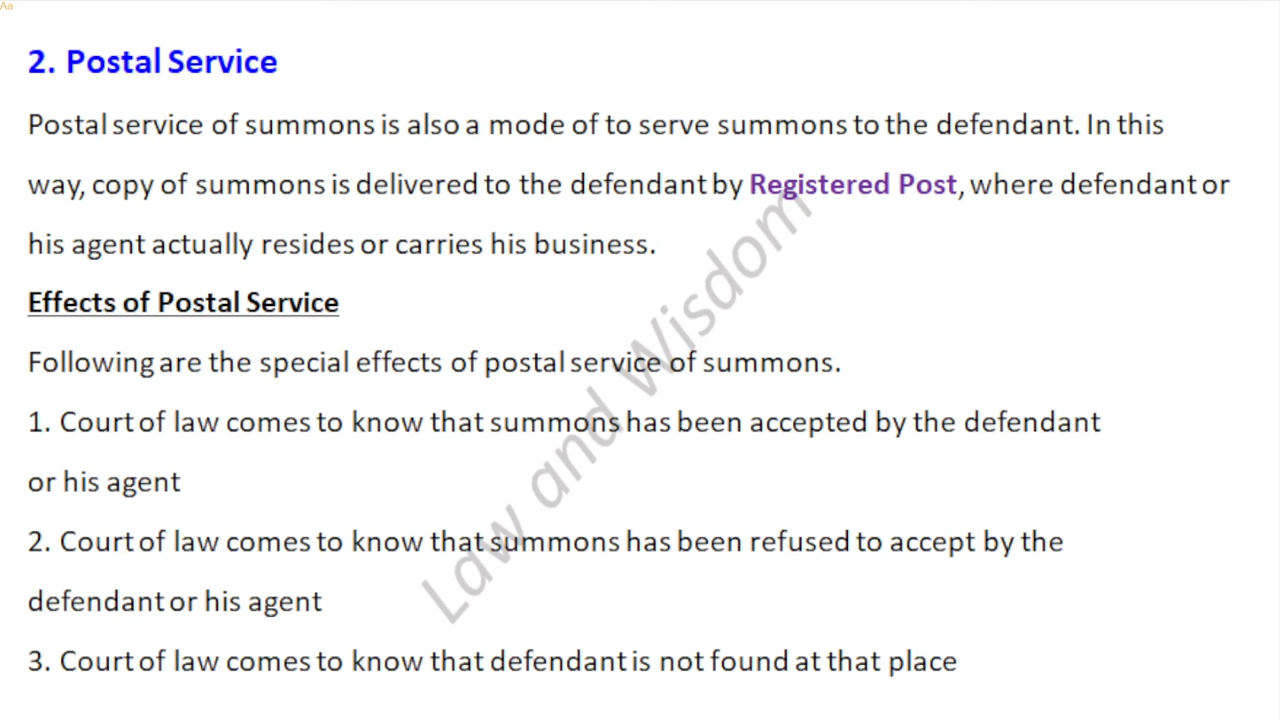 Aa
2. Postal Service
Postal service of summons is also a mode of to serve summons to the defendant. In this
way, copy of summons is delivered to the defendant by Registered Post, where defendant or
his agent actually resides or carries his business.
Effects of Postal Service
Following are the special effects of postal service of summons.
1. Court of law comes to know that summons has been accepted by the defendant
or his agent
2. Court of law comes to know that summons has been refused to accept by the
defendant or his agent
3. Court of law comes to know that defendant is not found at that place
Law and Wisdom